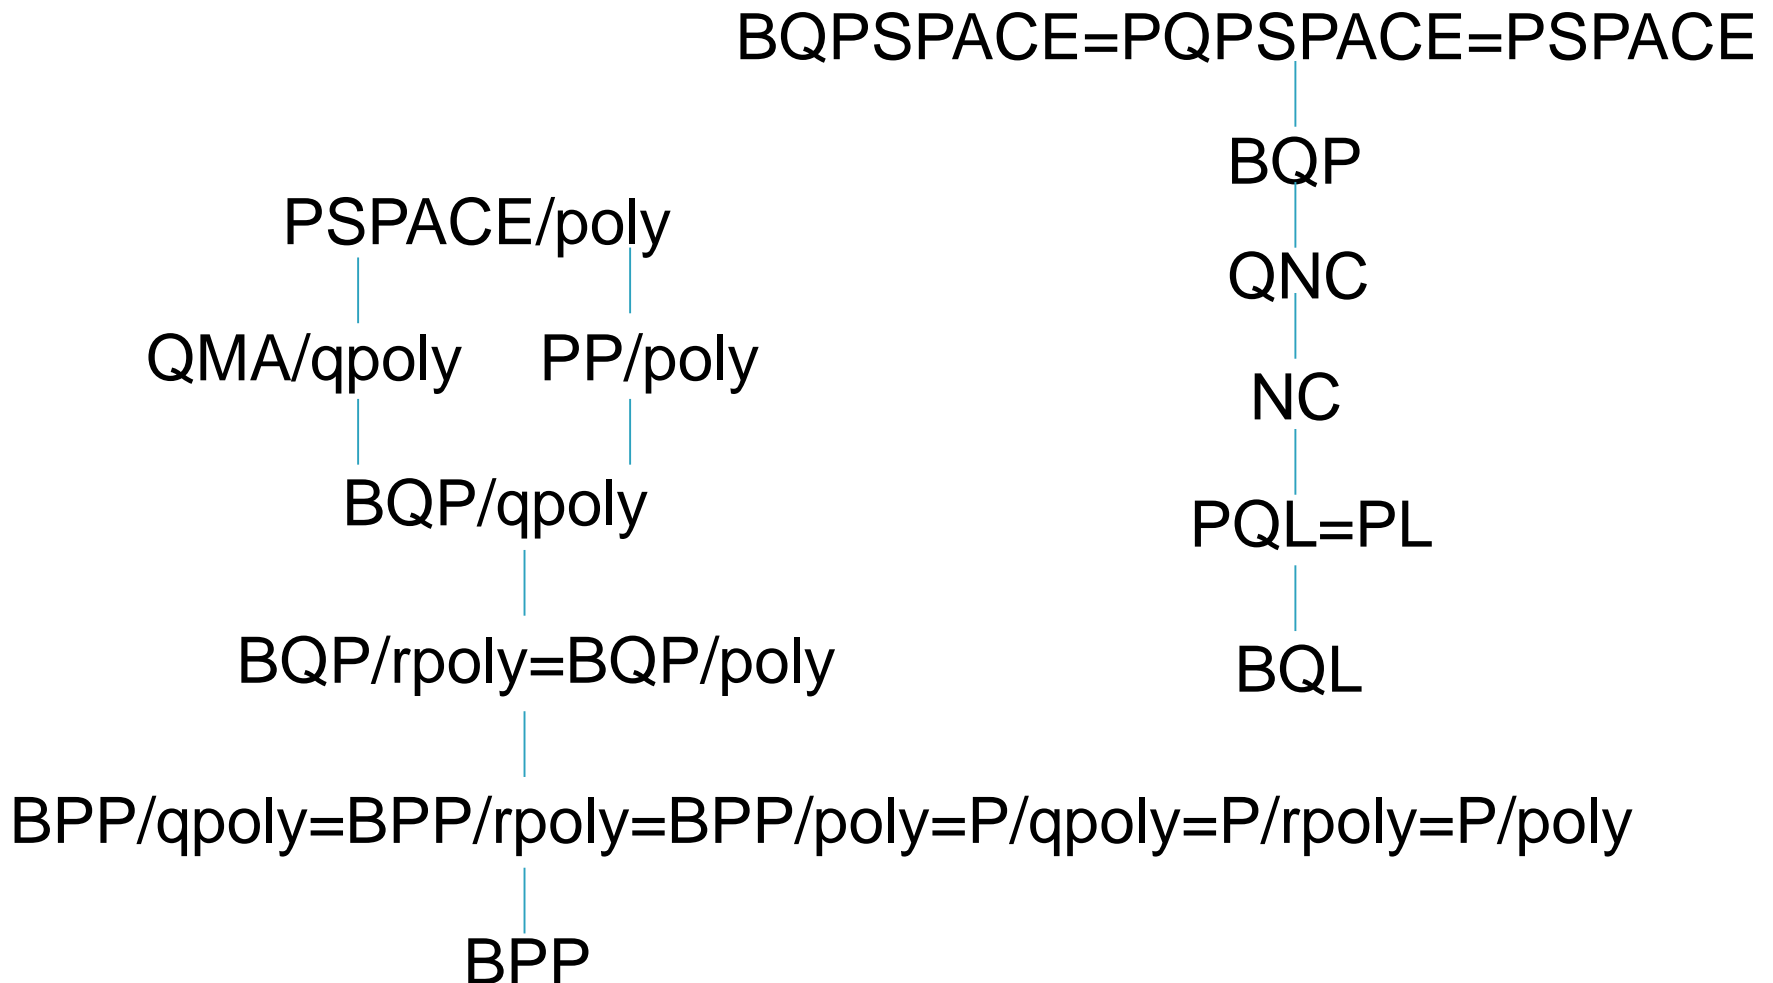 BQPSPACE=PQPSPACE=PSPACE
BQP
QNC
NC
PQL=PL
BQL
PSPACE/poly
QMA/qpoly PP/poly
BQP/qpoly
BQP/rpoly=BQP/poly
BPP/qpoly=BPP/rpoly=BPP/poly=P/qpoly=P/rpoly=P/poly
BPP